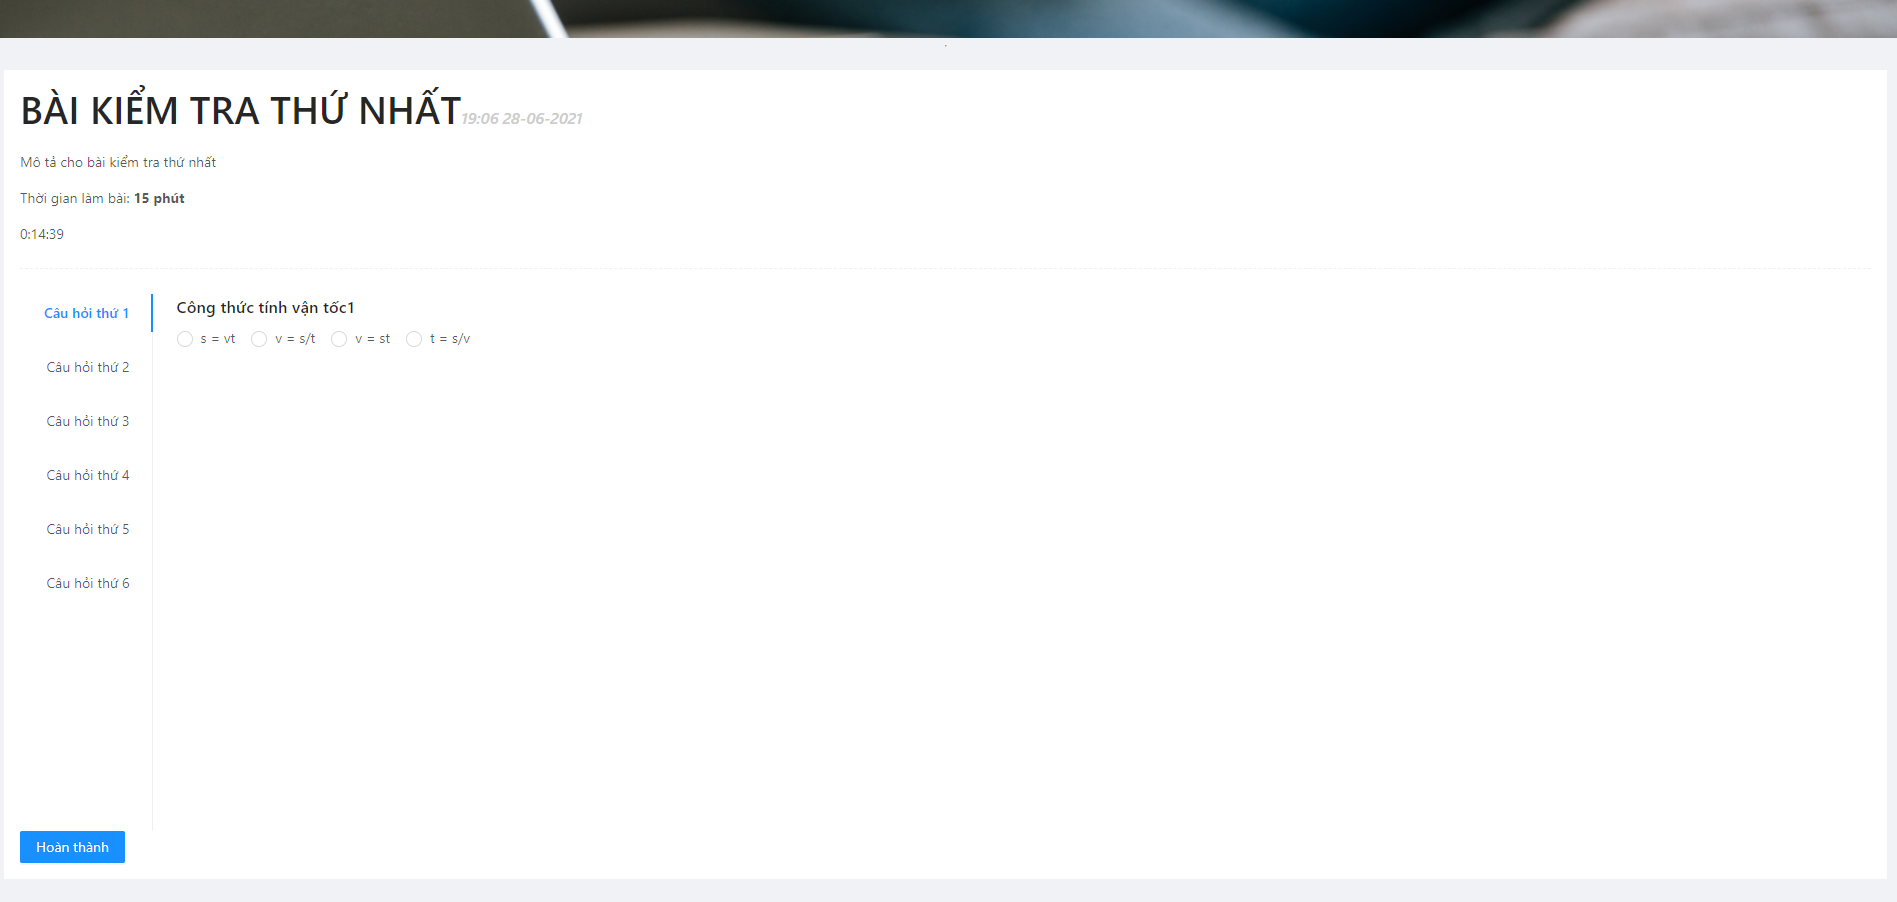 BÀI KIỂM TRA THỨ NHẤT 19:06 28-06-2021
Mô tả cho bài kiểm tra thứ nhất
Thời gian làm bài: 15 phút
0:14:39
Câu hỏi thứ 1
Công thức tính vận tốc1
s = vt v = s/t v = st t = s/v
Câu hỏi thứ 2
Câu hỏi thứ 3
Câu hỏi thứ 4
Câu hỏi thứ 5
Câu hỏi thứ 6
Hoàn thành